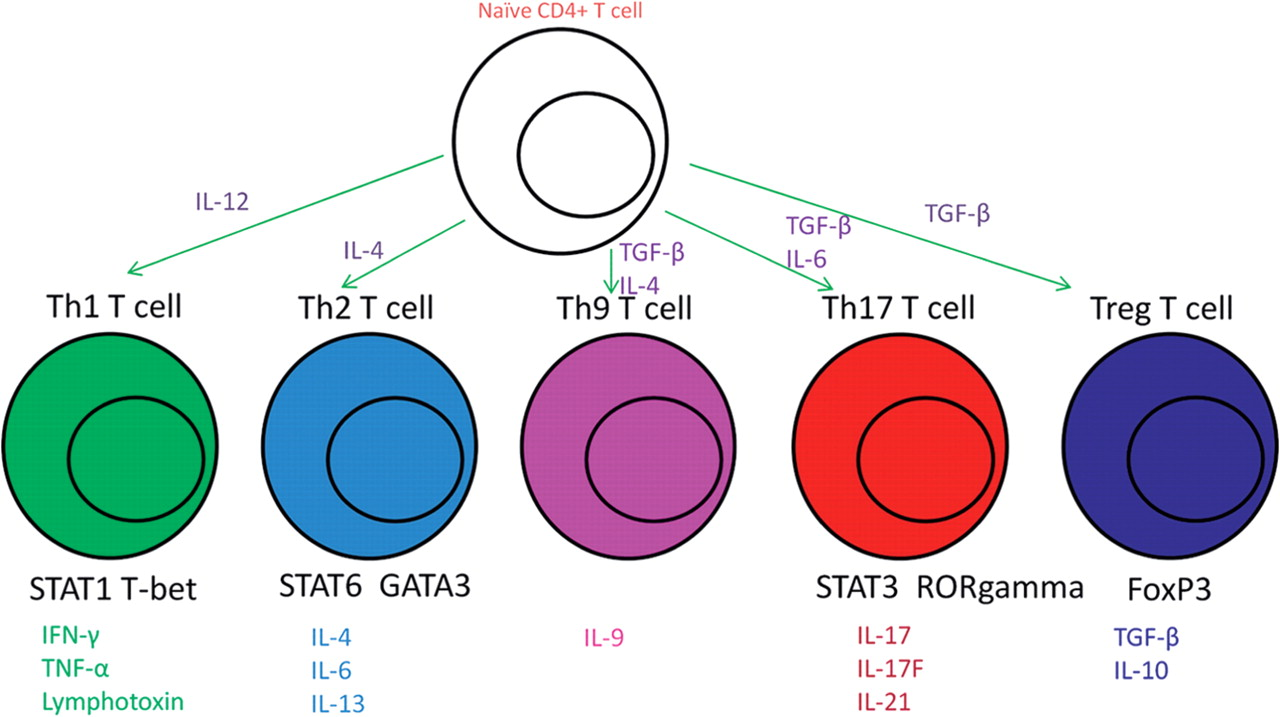 Naïve CD4+ T cell
IL-12
IL-4
TGF-β
IL-4
TGF-β
IL-6
TGF-β
Th1 T cell
Th2 T cell
Th9 T cell
Th17 T cell
Treg T cell
STAT1 T-bet
STAT6 GATA3
STAT3 RORgamma
FoxP3
IFN-γ
TNF-α
Lymphotoxin
IL-4
IL-6
IL-13
IL-9
IL-17
IL-17F
IL-21
TGF-β
IL-10